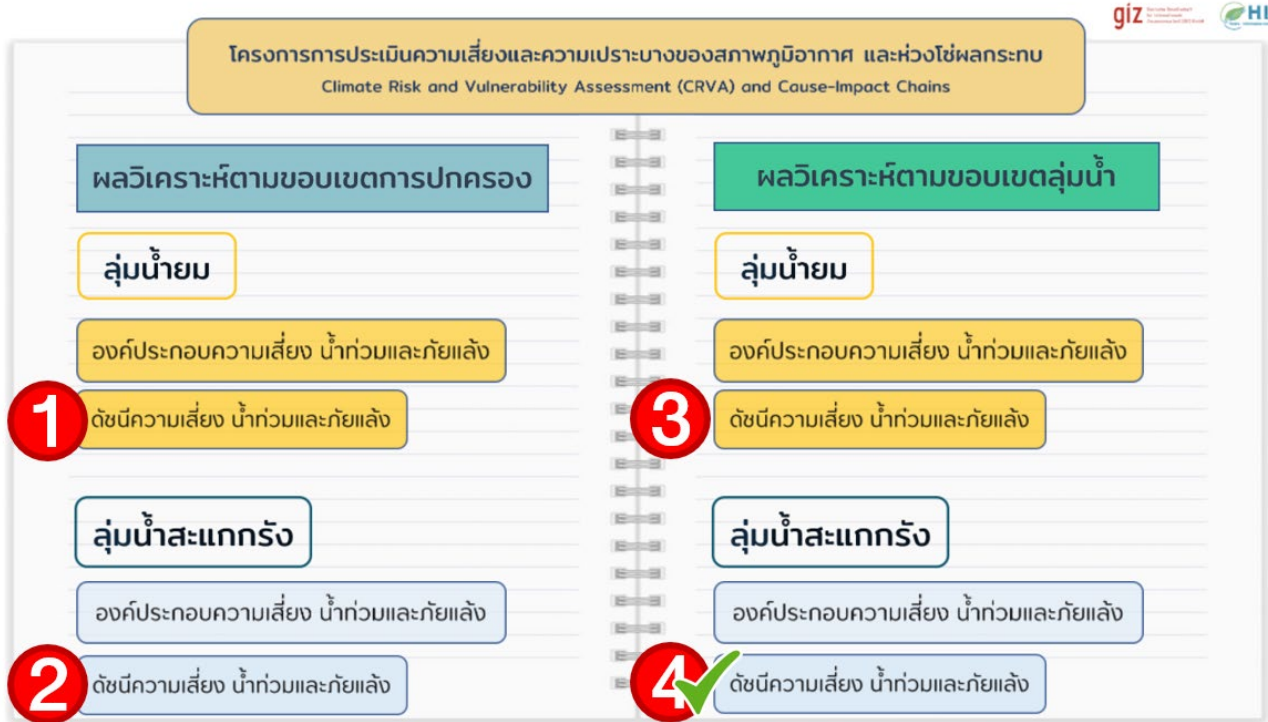 giz
HI
โครงการการประเมินความเสี่ยงและความเปราะบางของสภาพภูมิอากาศ และห่วงโซ่ผลกระทบ
Climate Risk and Vulnerability Assessment (CRVA) and Cause-Impact Chains
ผลวิเคราะห์ตามขอบเขตการปกครอง
ลุ่มน้ำยม
องค์ประกอบความเสี่ยง น้ำท่วมและภัยแล้ง
1
ดัชนีความเสี่ยง น้ำท่วมและภัยแล้ง
ลุ่มน้ำสะแกกรัง
องค์ประกอบความเสี่ยง น้ำท่วมและภัยแล้ง
2
ดัชนีความเสี่ยง น้ำท่วมและภัยแล้ง
ผลวิเคราะห์ตามขอบเขตลุ่มน้ำ
ลุ่มน้ำยม
องค์ประกอบความเสี่ยง น้ำท่วมและภัยแล้ง
3
ดัชนีความเสี่ยง น้ำท่วมและภัยแล้ง
ลุ่มน้ำสะแกกรัง
องค์ประกอบความเสี่ยง น้ำท่วมและภัยแล้ง
4
ดัชนีความเสี่ยง น้ำท่วมและภัยแล้ง